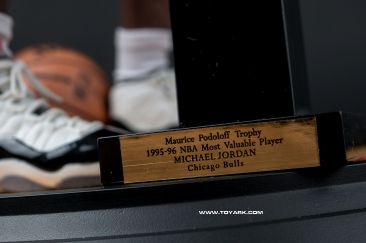 Maurice Podoloff Trophy
1995-96 NBA Most Valuable Player
MICHAEL JORDAN
Chicago Bulls
WWW.TOYARK.COM